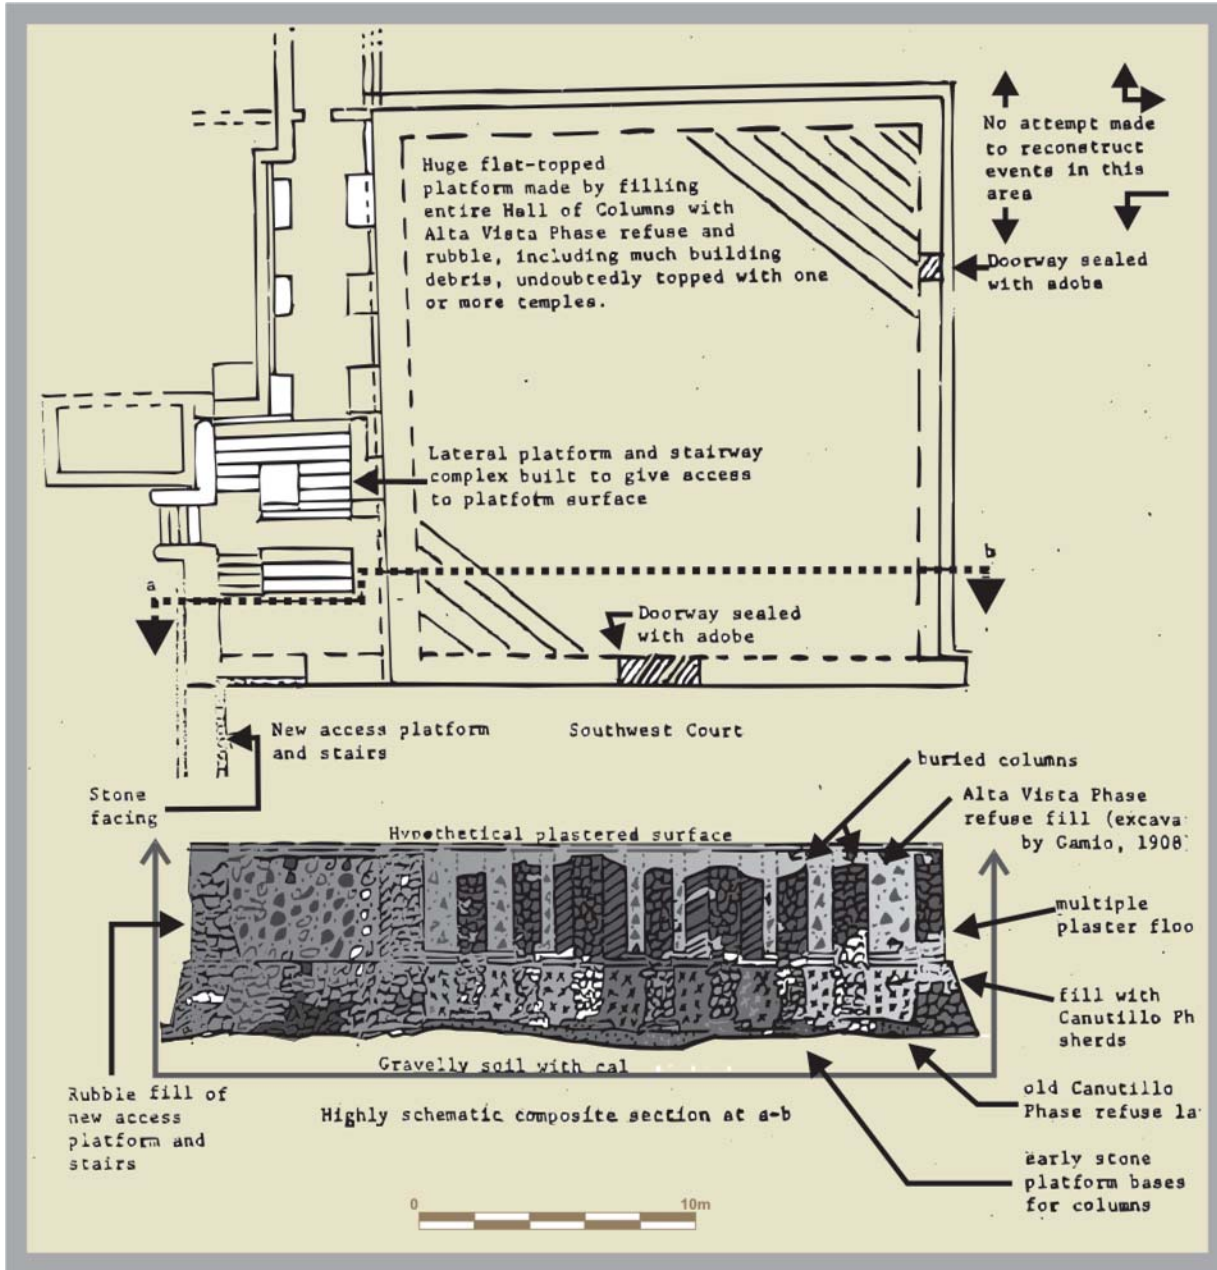 Huge flat-topped
platform made by filling
entire Hall of Columns with
Alta Vista Phase refuse and
rubble, including much building
debris, undoubtedly topped with one
or more temples.
No attempt made
to reconstruct
events in this
area
Doorway sealed
with adobe
Lateral platform and stairway
complex built to give access
to platform surface
a
b
Doorway sealed
with adobe
New access platform
and stairs
Southwest Court
Stone
facing
buried columns
Alta Vista Phase
refuse fill (excava
by Gamio, 1908)
Hypothetical plastered surface
multiple
plaster floo
fill with
Canutillo Ph
sherds
Gravelly soil with cal
Rubble fill of
new access
platform and
stairs
Highly schematic composite section at a-b
old Canutillo
Phase refuse la
early stone
platform bases
for columns
0 10m